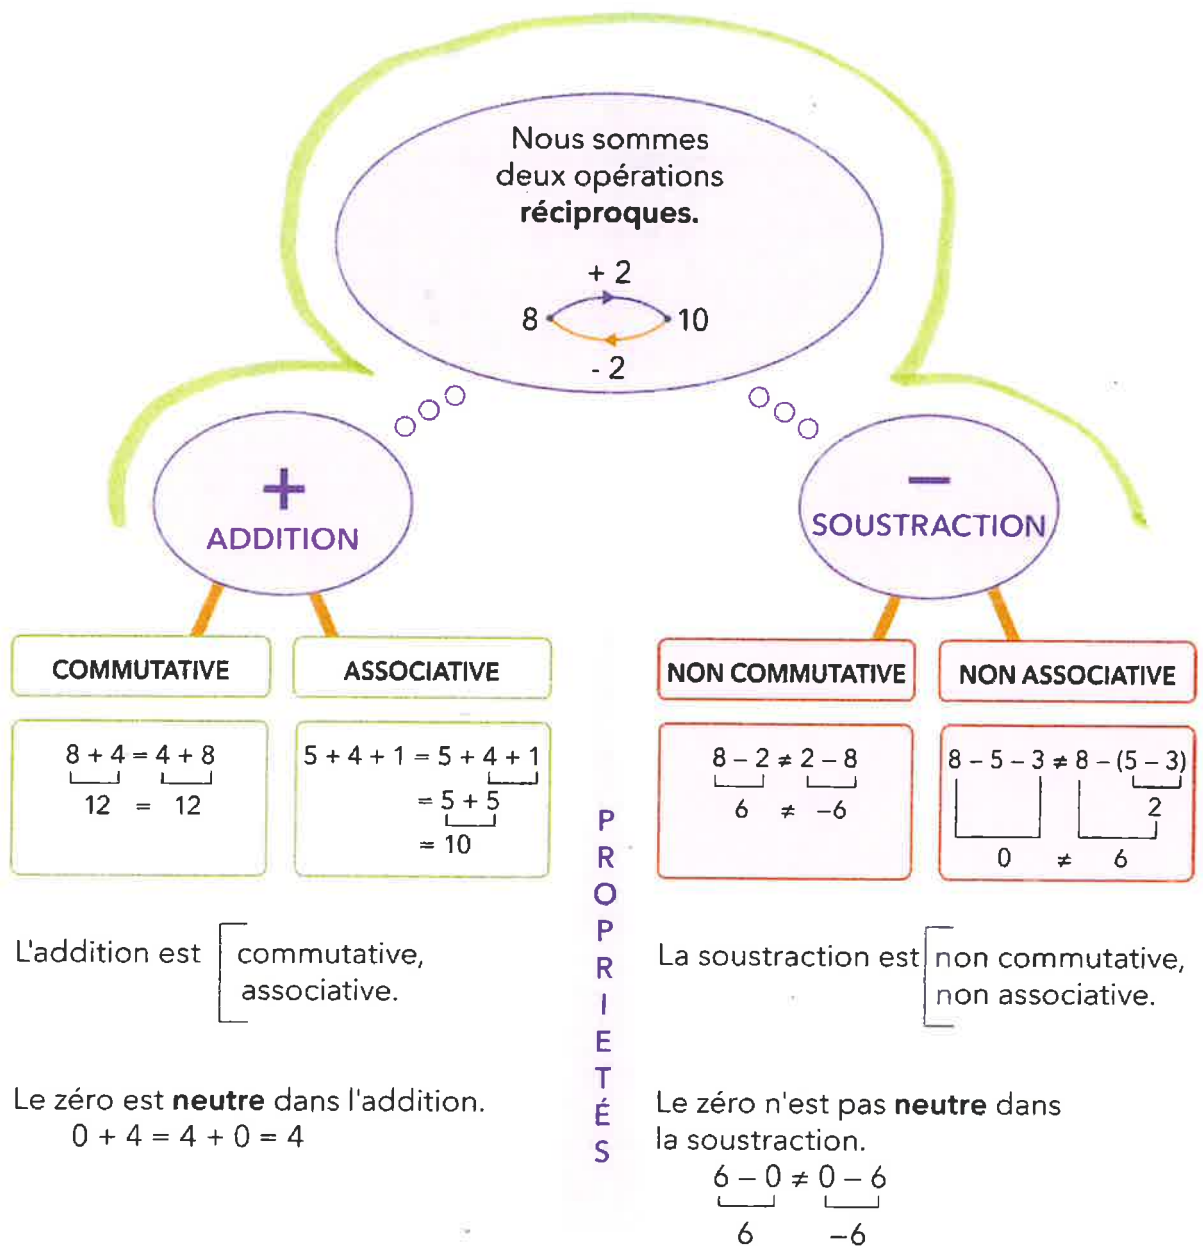 Nous sommes
deux opérations
réciproques.
+ 2
8 10
- 2
+
ADDITION
COMMUTATIVE
ASSOCIATIVE
8 + 4 = 4 + 8
12 = 12
5 + 4 + 1 = 5 + 4 + 1
= 5 + 5
= 10
L'addition est commutative,
associative.
Le zéro est neutre dans l'addition.
0 + 4 = 4 + 0 = 4
PROPRIETÉS
−
SOUSTRACTION
NON COMMUTATIVE
NON ASSOCIATIVE
8 − 2 ≠ 2 − 8
6 ≠ -6
8 − 5 − 3 ≠ 8 − (5 − 3)
2
0 ≠ 6
La soustraction est non commutative,
non associative.
Le zéro n'est pas neutre dans
la soustraction.
6 − 0 ≠ 0 − 6
6 -6